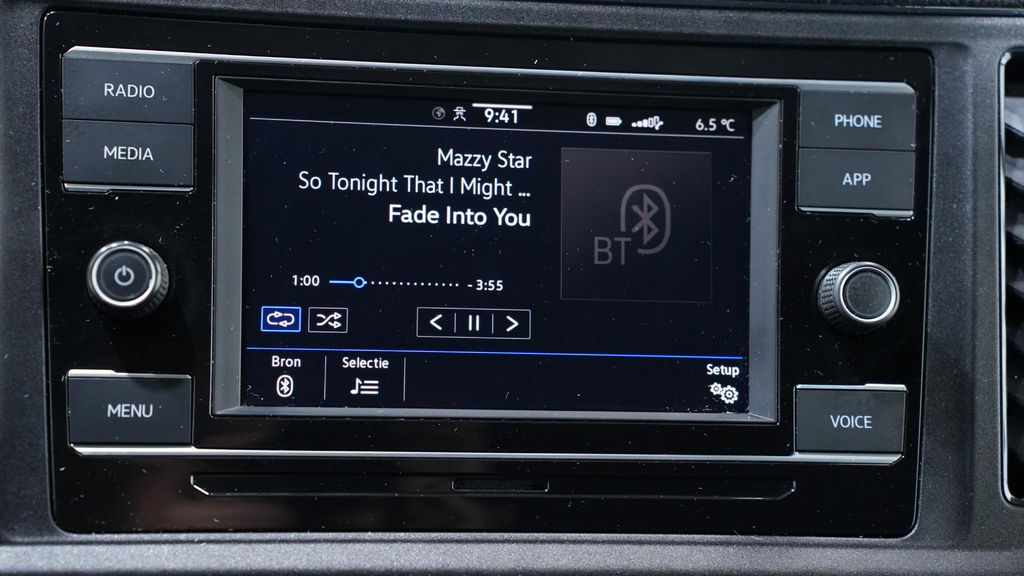 RADIO
MEDIA
MENU
9:41
6.5 °C
Mazzy Star
So Tonight That I Might ...
Fade Into You
BT
1:00
- 3:55
Bron
Selectie
Setup
PHONE
APP
VOICE